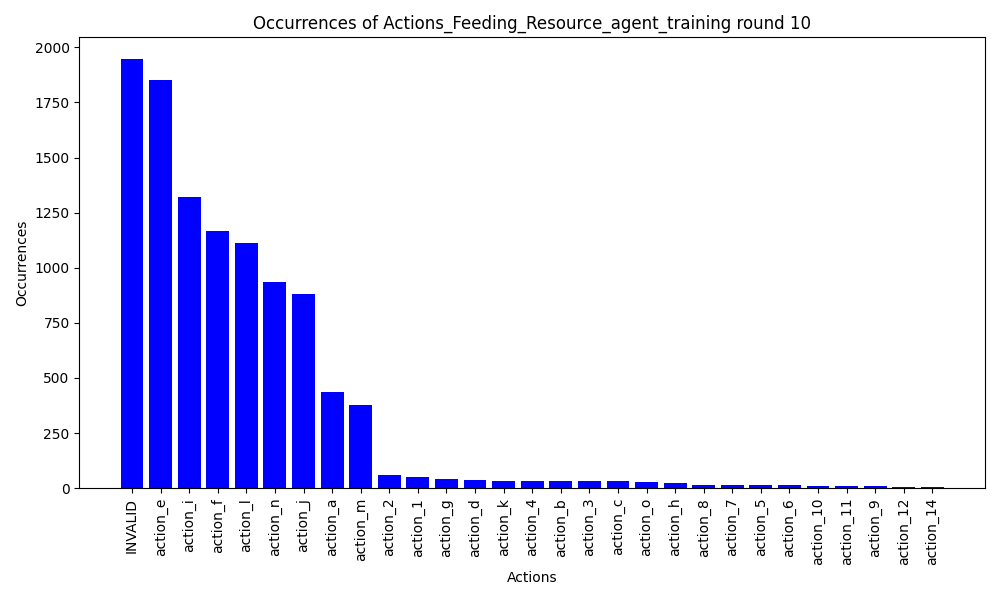 Occurrences of Actions_Feeding_Resource_agent_training round 10
2000
1750
1500
1250
1000
750
500
250
0
Occurrences
INVALID
action_e
action_i
action_f
action_l
action_n
action_j
action_a
action_m
action_2
action_1
action_g
action_d
action_k
action_4
action_b
action_3
action_c
action_o
action_h
action_8
action_7
action_5
action_6
action_10
action_11
action_9
action_12
action_14
Actions